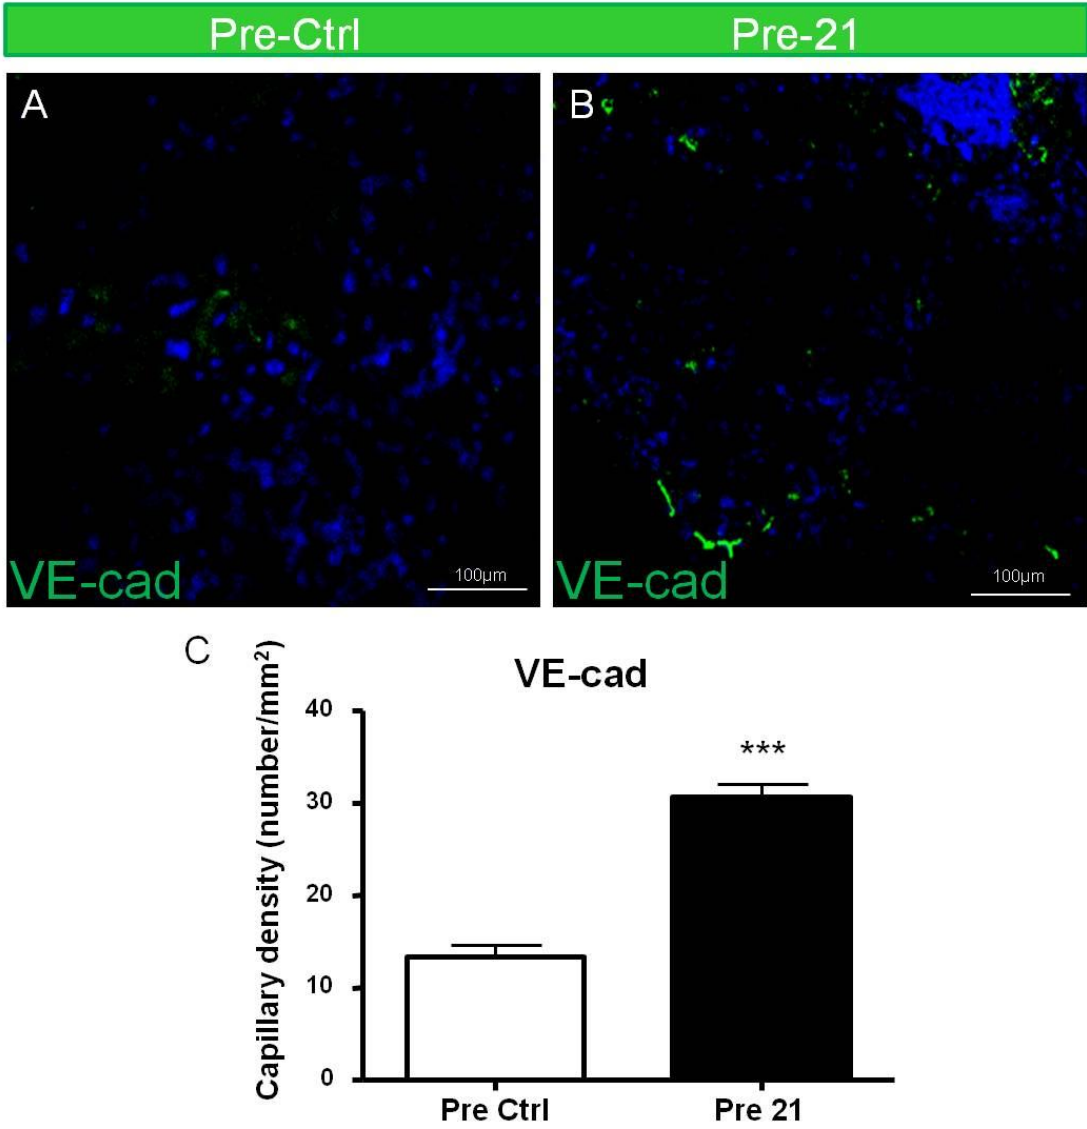 Pre-Ctrl Pre-21
A
B
VE-cad
100μm
VE-cad
100μm
C
VE-cad
Capillary density (number/mm²)
40
30
20
10
0
***
Pre Ctrl
Pre 21